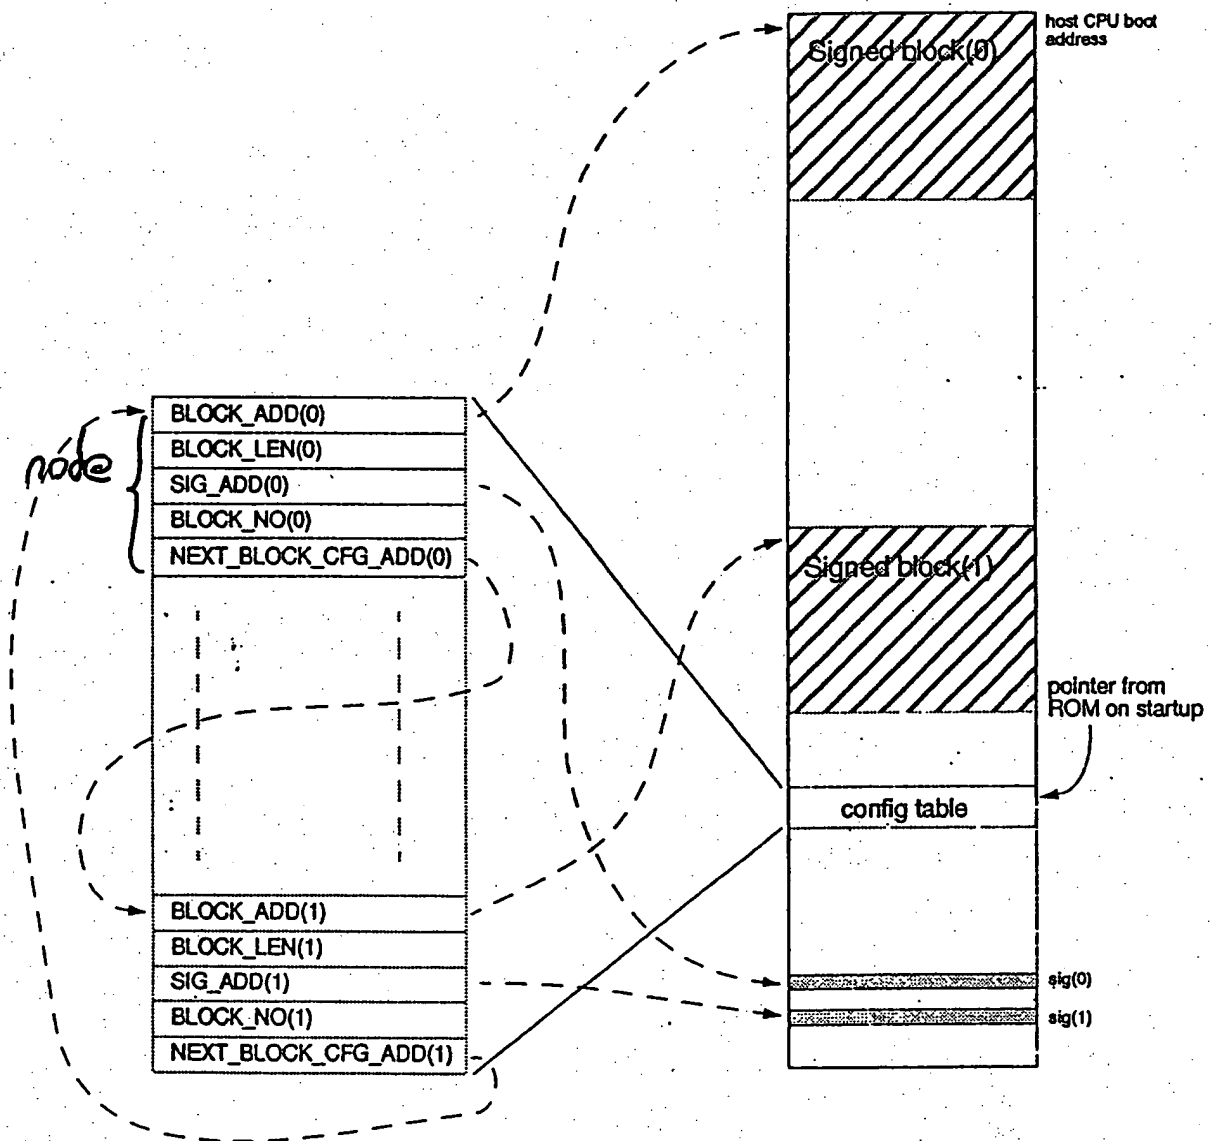 host CPU boot
address
Signed block(0)
BLOCK_ADD(0)
BLOCK_LEN(0)
node
SIG_ADD(0)
BLOCK_NO(0)
NEXT_BLOCK_CFG_ADD(0)
Signed block(1)
pointer from
ROM on startup
config table
BLOCK_ADD(1)
BLOCK_LEN(1)
SIG_ADD(1)
BLOCK_NO(1)
NEXT_BLOCK_CFG_ADD(1)
sig(0)
sig(1)